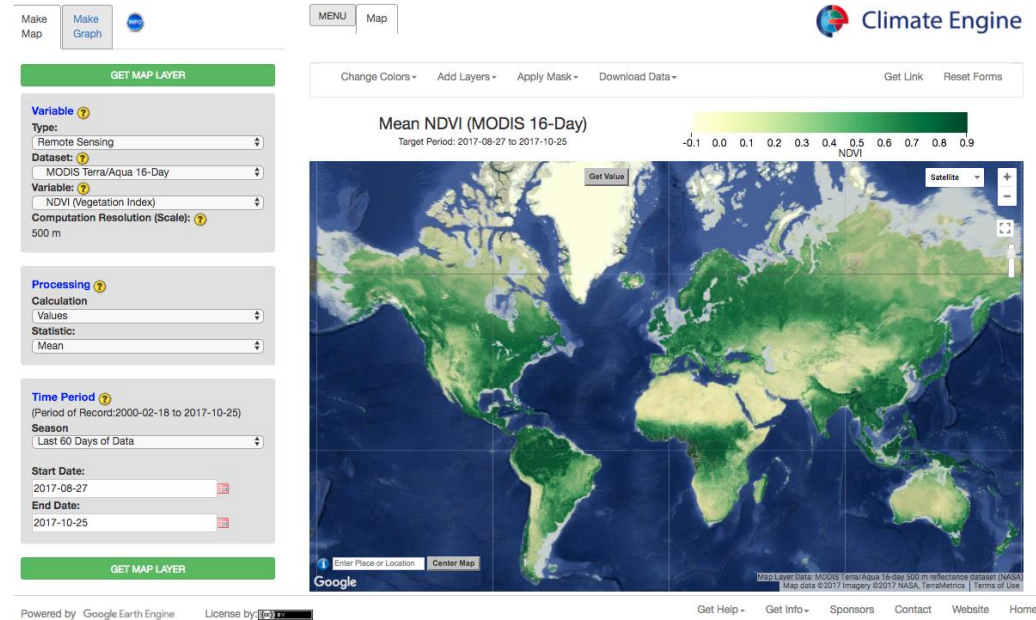 Make
Map
Make
Graph
INFO
GET MAP LAYER
Variable ?
Type:
Remote Sensing
Dataset: ?
MODIS Terra/Aqua 16-Day
Variable: ?
NDVI (Vegetation Index)
Computation Resolution (Scale): ?
500 m
Processing ?
Calculation
Values
Statistic:
Mean
Time Period ?
(Period of Record:2000-02-18 to 2017-10-25)
Season
Last 60 Days of Data
Start Date:
2017-08-27
End Date:
2017-10-25
GET MAP LAYER
MENU Map
Climate Engine
Change Colors Add Layers Apply Mask Download Data Get Link Reset Forms
Mean NDVI (MODIS 16-Day)
Target Period: 2017-08-27 to 2017-10-25
-0.1 0.0 0.1 0.2 0.3 0.4 0.5 0.6 0.7 0.8 0.9
NDVI
Get Value
Satellite
+
−
i Enter Place or Location Center Map
Google
Map Layer Data: MODIS Terra/Aqua 16-day 500 m reflectance dataset (NASA)
Map data ©2017 Imagery ©2017 NASA, TerraMetrics Terms of Use
Powered by Google Earth Engine License by: (cc) BY
Get Help Get Info Sponsors Contact Website Home